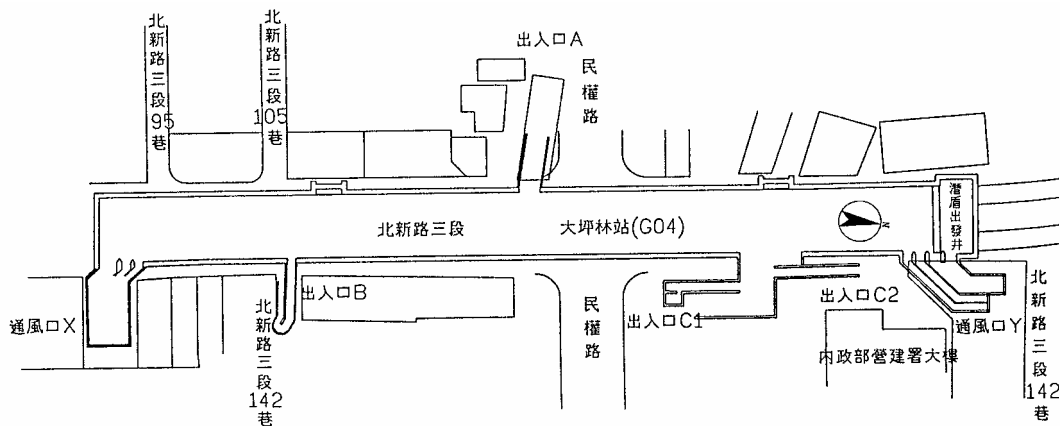 北新路三段95巷
北新路三段105巷
出入口A
民權路
北新路三段
大坪林站(G04)
N
潛盾出發井
通風口X
北新路三段142巷
出入口B
民權路
出入口C1
出入口C2
內政部營建署大樓
通風口Y
北新路三段142巷